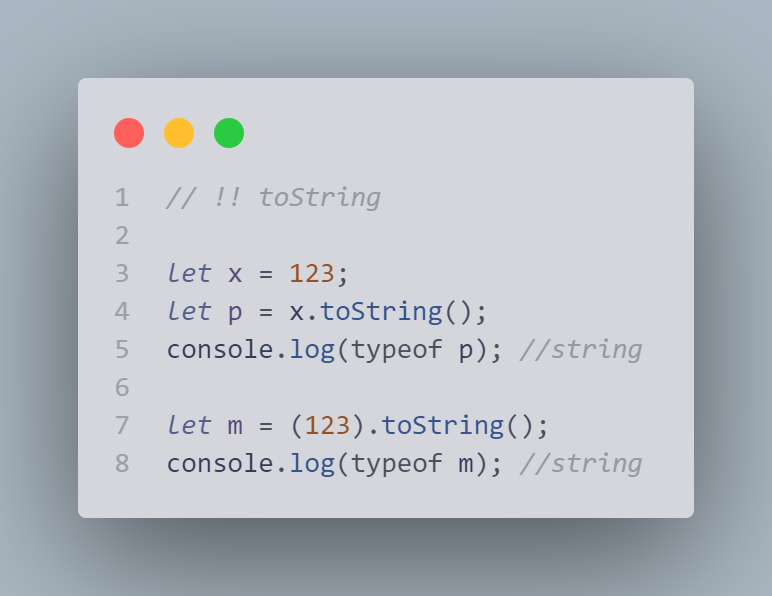 1 // !! toString
2
3 let x = 123;
4 let p = x.toString();
5 console.log(typeof p); //string
6
7 let m = (123).toString();
8 console.log(typeof m); //string